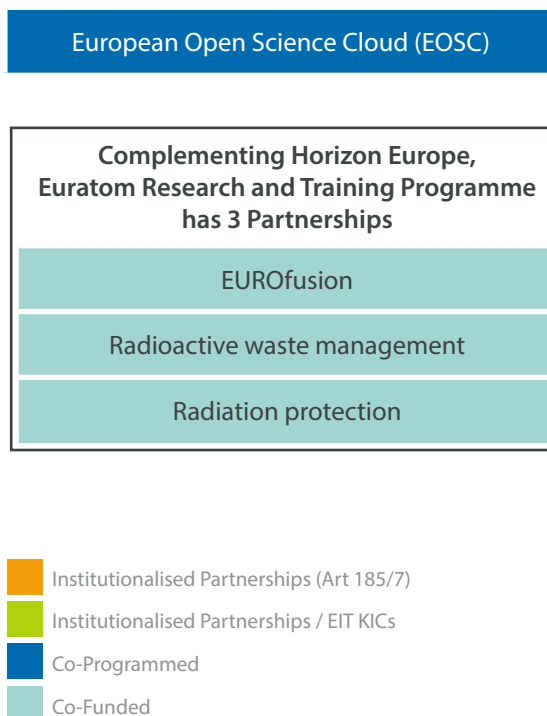 European Open Science Cloud (EOSC)
Complementing Horizon Europe,
Euratom Research and Training Programme
has 3 Partnerships
EUROfusion
Radioactive waste management
Radiation protection
Institutionalised Partnerships (Art 185/7)
Institutionalised Partnerships / EIT KICs
Co-Programmed
Co-Funded